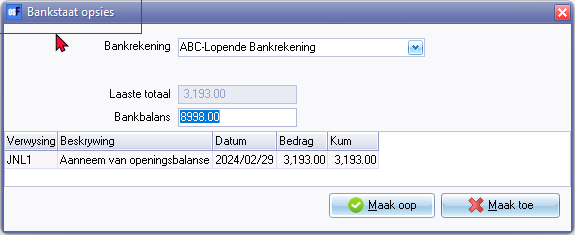 Bankstaat opsies
Bankrekening ABC-Lopende Bankrekening
Laaste totaal 3,193.00
Bankbalans 8998.00
Verwysing Beskrywing Datum Bedrag Kum
JNL1 Aanneem van openingsbalanse 2024/02/29 3,193.00 3,193.00
Maak oop Maak toe